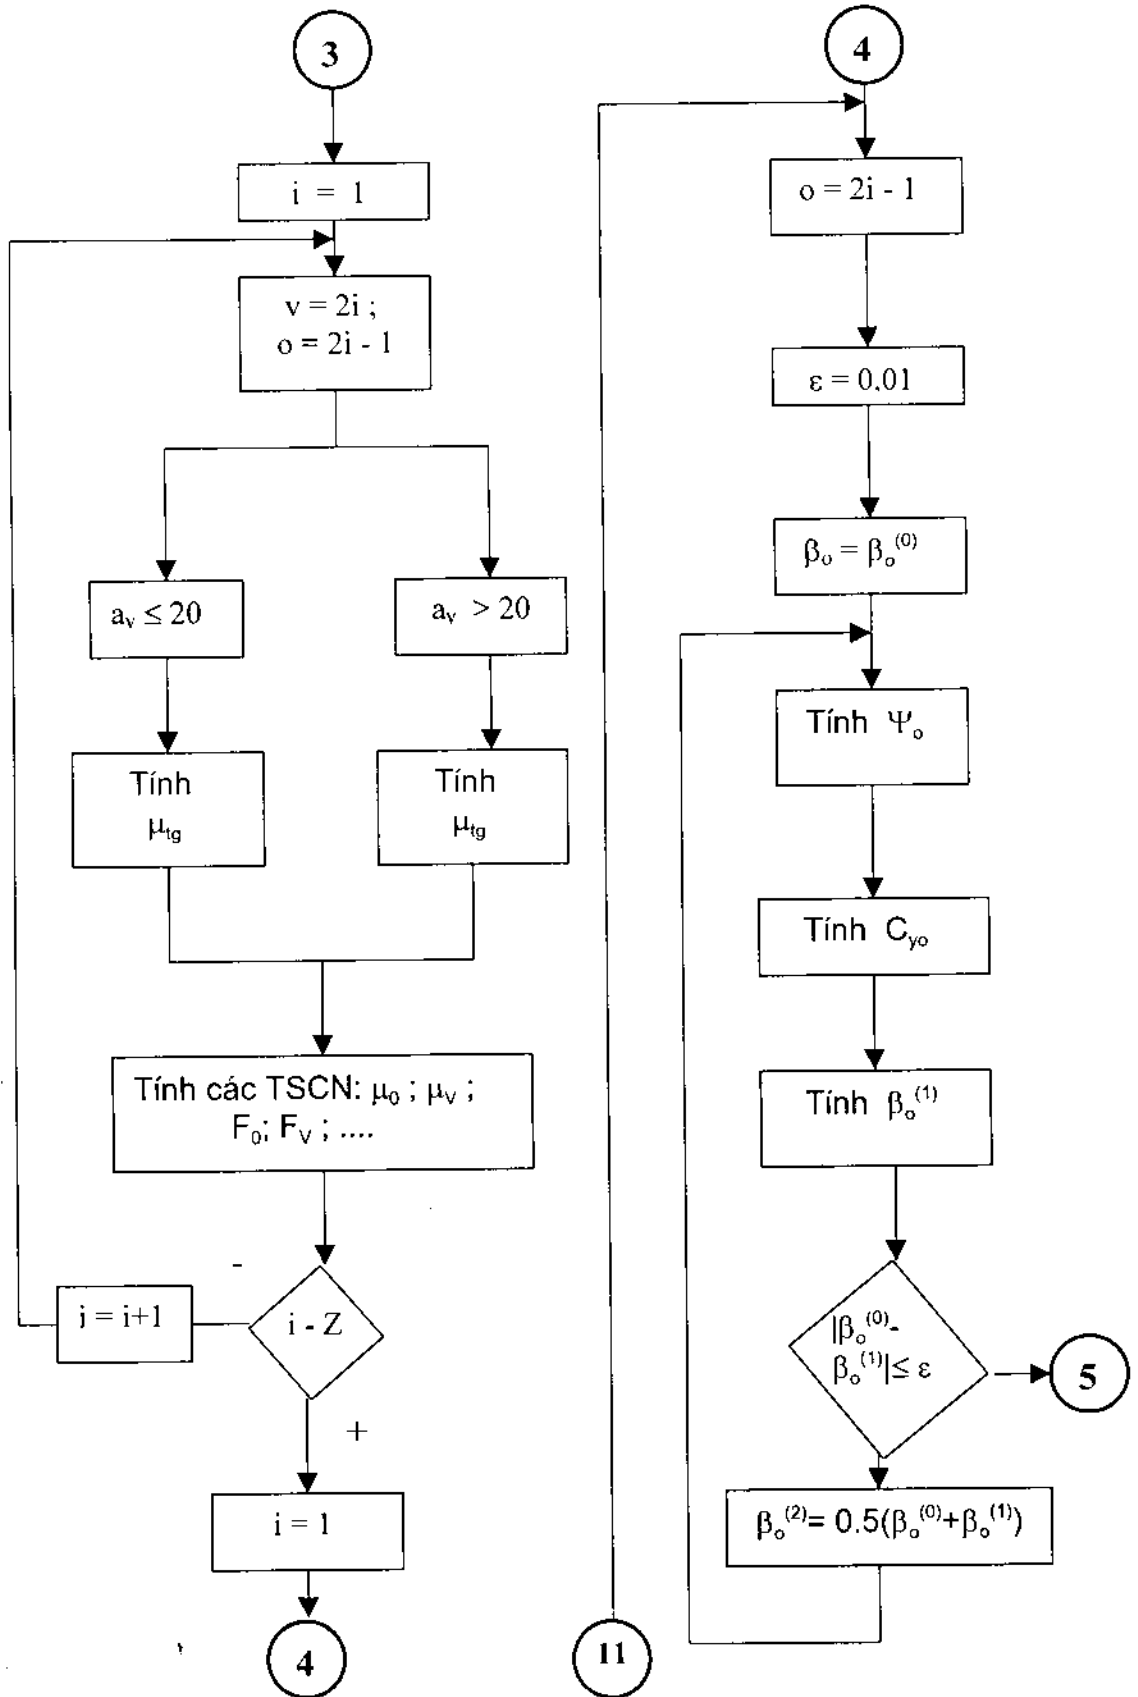 3
i = 1
v = 2i ;
o = 2i - 1
aᵥ ≤ 20
aᵥ > 20
Tính
μtg
Tính
μtg
Tính các TSCN: μ₀ ; μV ;
F₀; FV ; ....
-
j = i+1
i - Z
+
i = 1
4
4
o = 2i - 1
ε = 0,01
βₒ = βₒ⁽⁰⁾
Tính Ψₒ
Tính Cyo
Tính βₒ⁽¹⁾
|βₒ⁽⁰⁾-
βₒ⁽¹⁾|≤ ε
5
βₒ⁽²⁾= 0.5(βₒ⁽⁰⁾+βₒ⁽¹⁾)
11